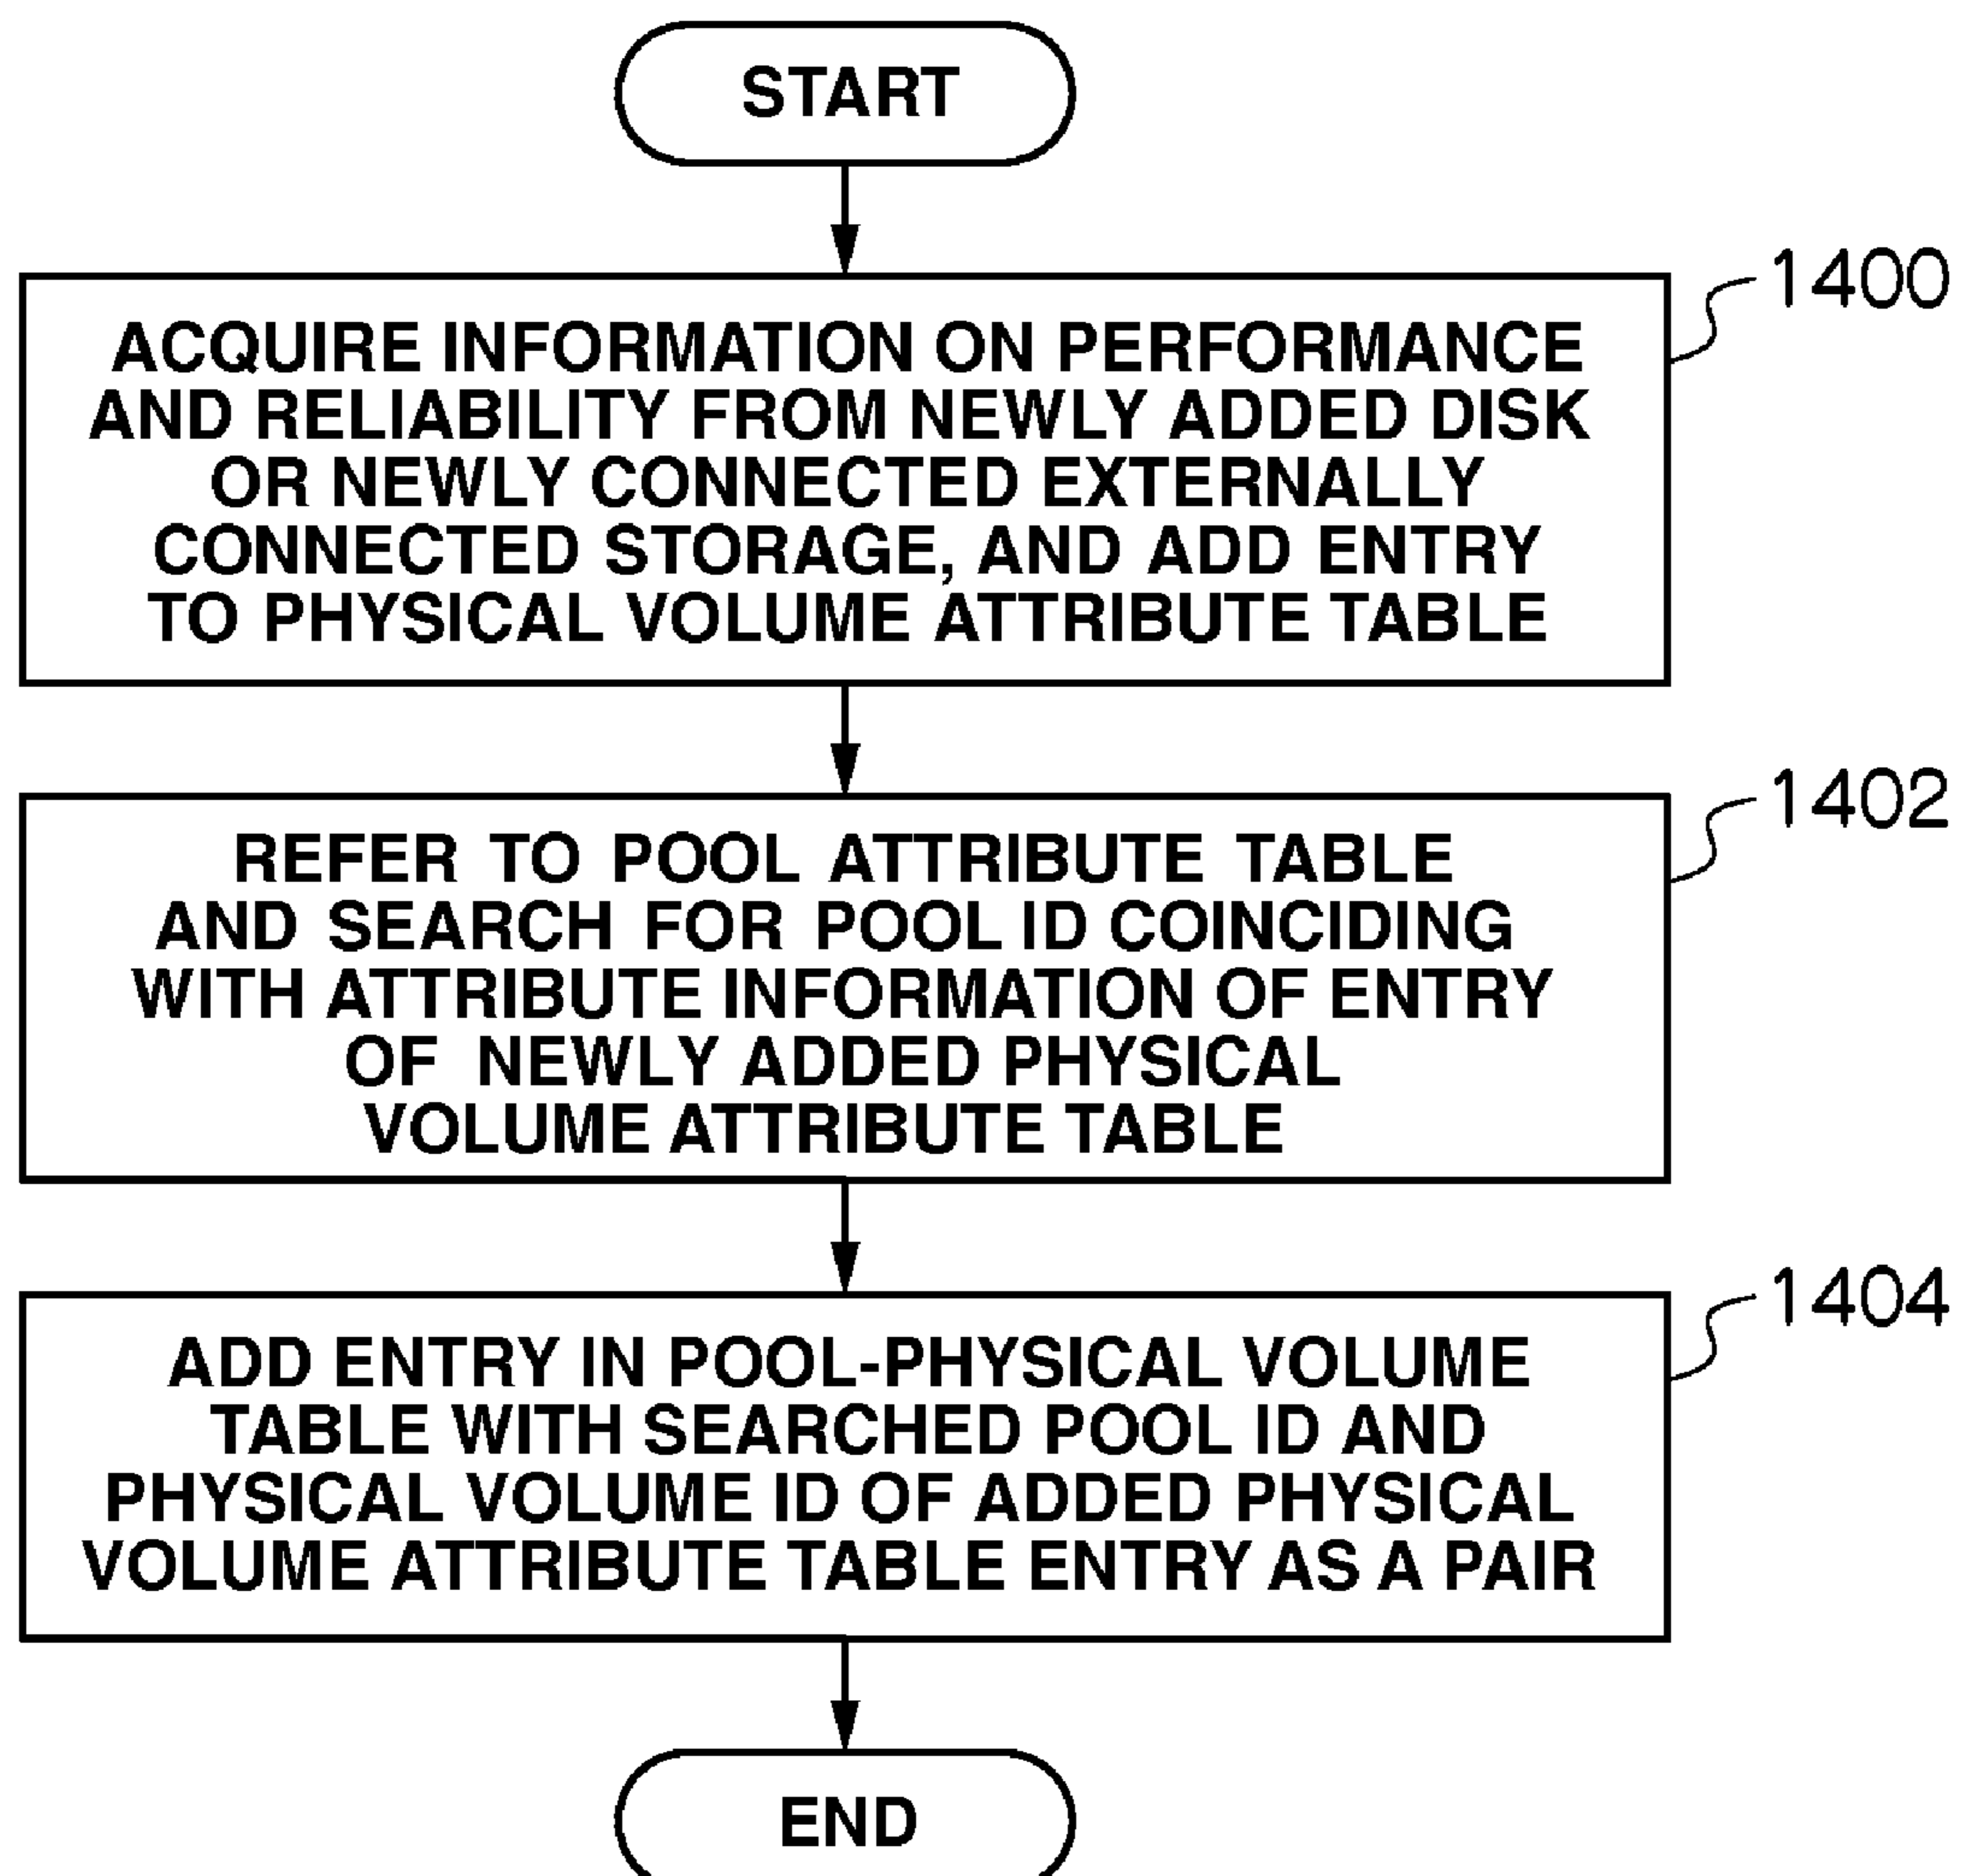 START
1400
ACQUIRE INFORMATION ON PERFORMANCE
AND RELIABILITY FROM NEWLY ADDED DISK
OR NEWLY CONNECTED EXTERNALLY
CONNECTED STORAGE, AND ADD ENTRY
TO PHYSICAL VOLUME ATTRIBUTE TABLE
1402
REFER TO POOL ATTRIBUTE TABLE
AND SEARCH FOR POOL ID COINCIDING
WITH ATTRIBUTE INFORMATION OF ENTRY
OF NEWLY ADDED PHYSICAL
VOLUME ATTRIBUTE TABLE
1404
ADD ENTRY IN POOL-PHYSICAL VOLUME
TABLE WITH SEARCHED POOL ID AND
PHYSICAL VOLUME ID OF ADDED PHYSICAL
VOLUME ATTRIBUTE TABLE ENTRY AS A PAIR
END